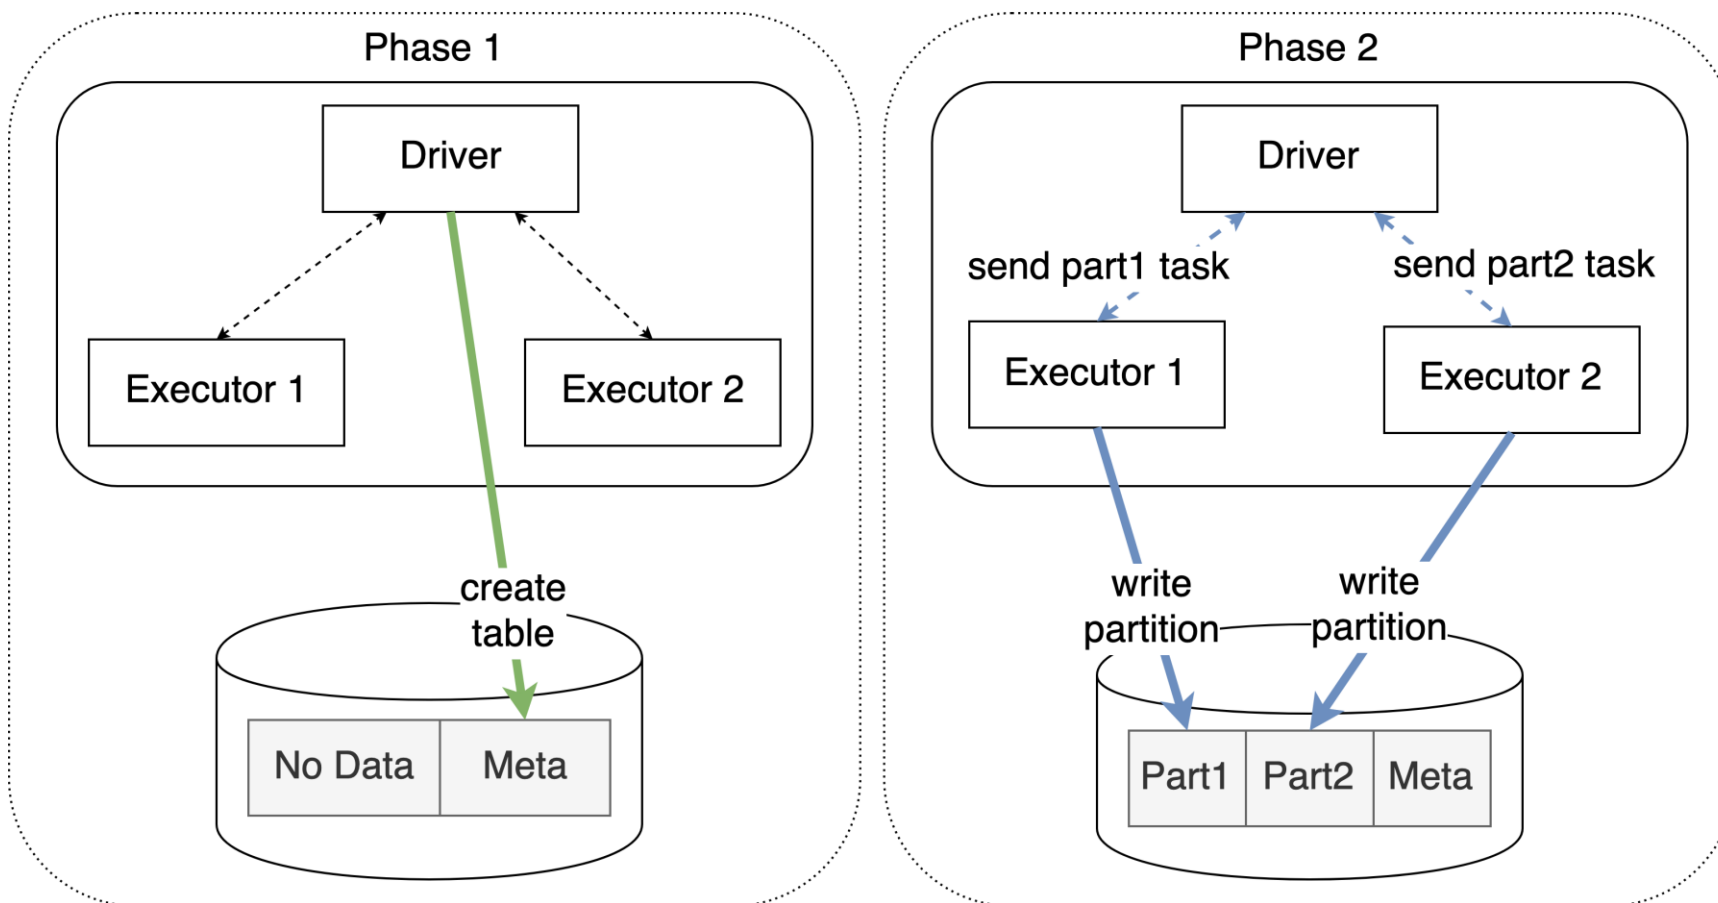 Phase 1
Driver
Executor 1
Executor 2
create
table
No Data
Meta
Phase 2
Driver
send part1 task
send part2 task
Executor 1
Executor 2
write
partition
write
partition
Part1
Part2
Meta